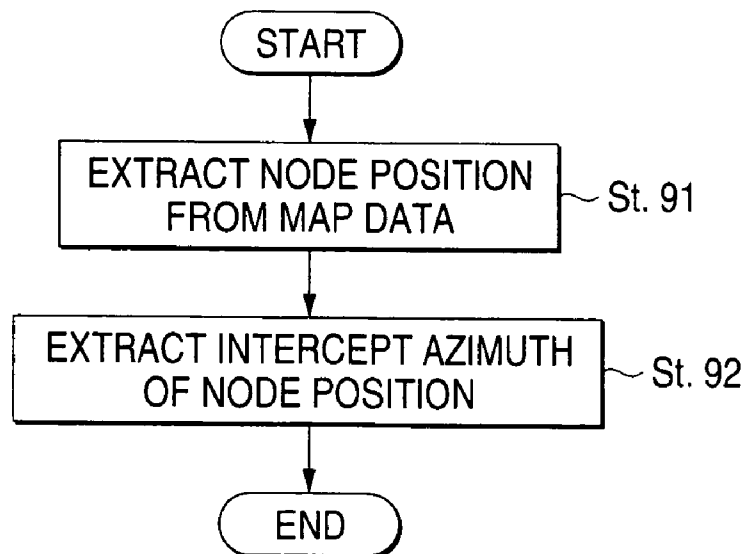 START
EXTRACT NODE POSITION
FROM MAP DATA
St. 91
EXTRACT INTERCEPT AZIMUTH
OF NODE POSITION
St. 92
END